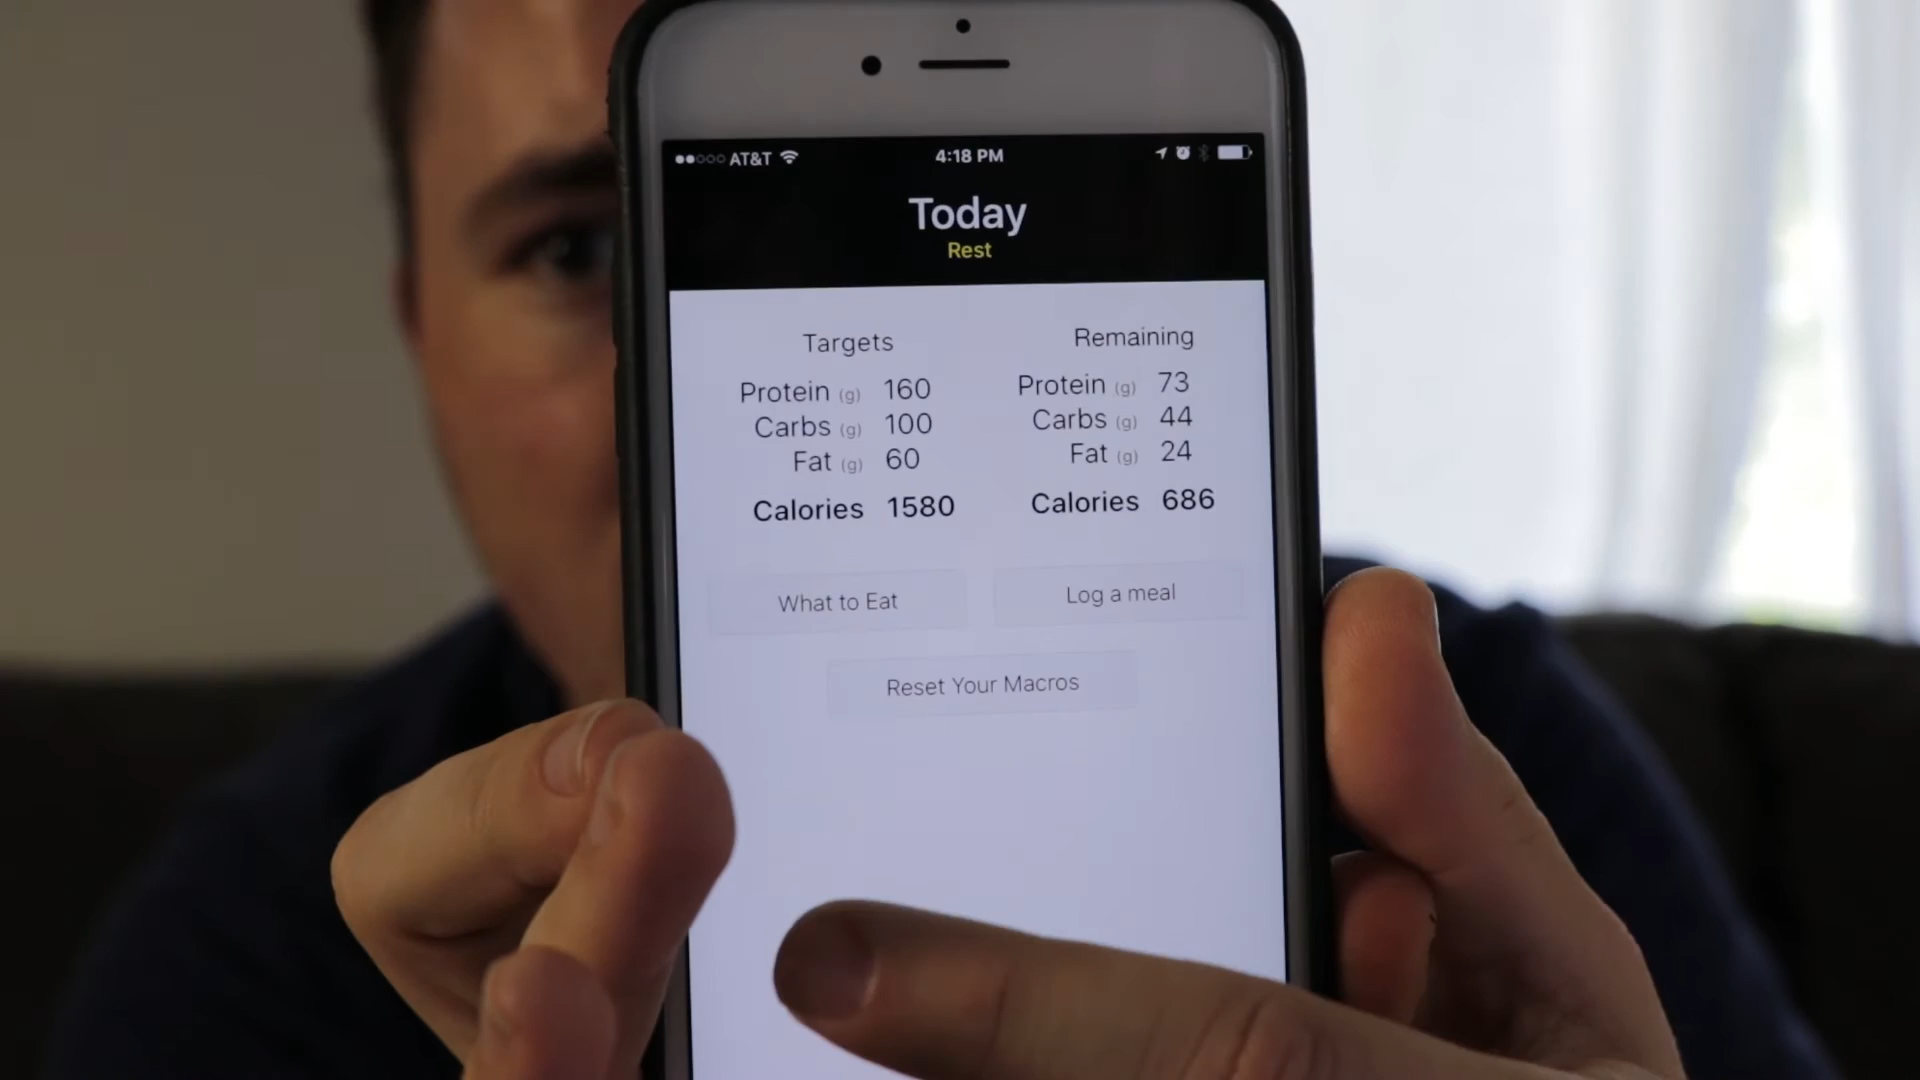 AT&T 4:18 PM
Today
Rest
Targets
Protein (g) 160
Carbs (g) 100
Fat (g) 60
Calories 1580
Remaining
Protein (g) 73
Carbs (g) 44
Fat (g) 24
Calories 686
What to Eat
Log a meal
Reset Your Macros